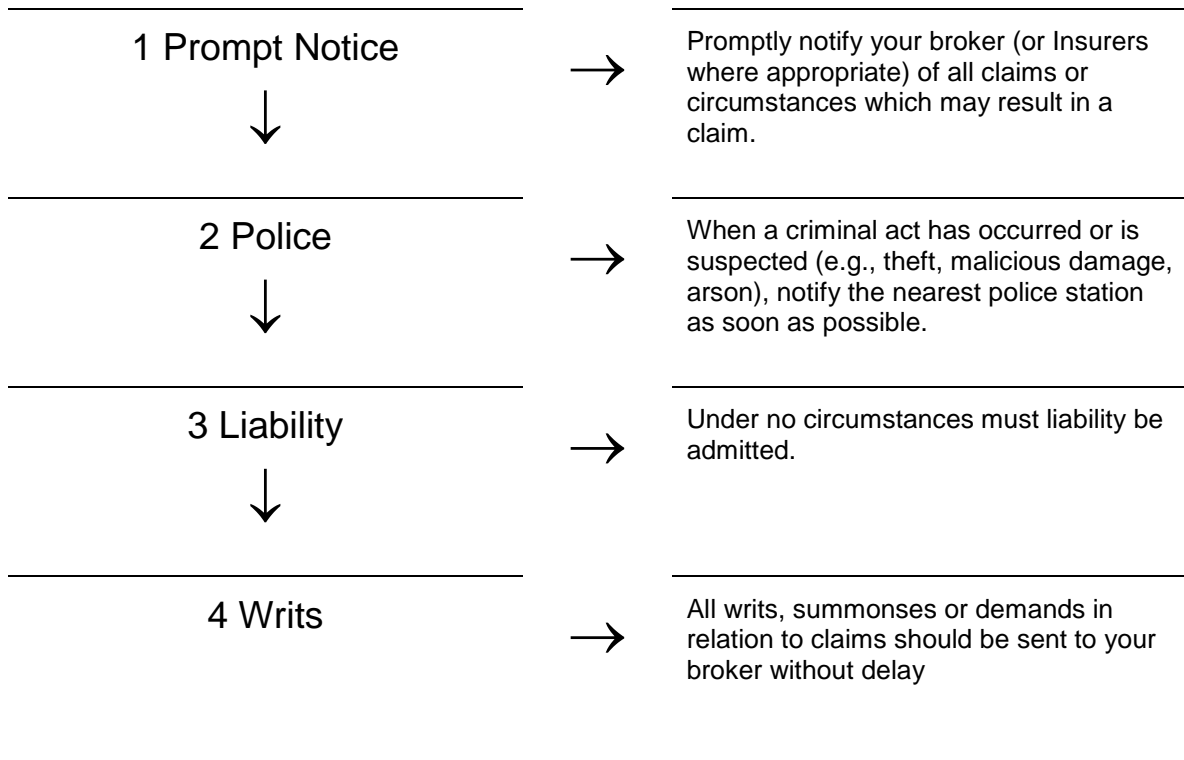 1 Prompt Notice
Promptly notify your broker (or Insurers
where appropriate) of all claims or
circumstances which may result in a
claim.
2 Police
When a criminal act has occurred or is
suspected (e.g., theft, malicious damage,
arson), notify the nearest police station
as soon as possible.
3 Liability
Under no circumstances must liability be
admitted.
4 Writs
All writs, summonses or demands in
relation to claims should be sent to your
broker without delay